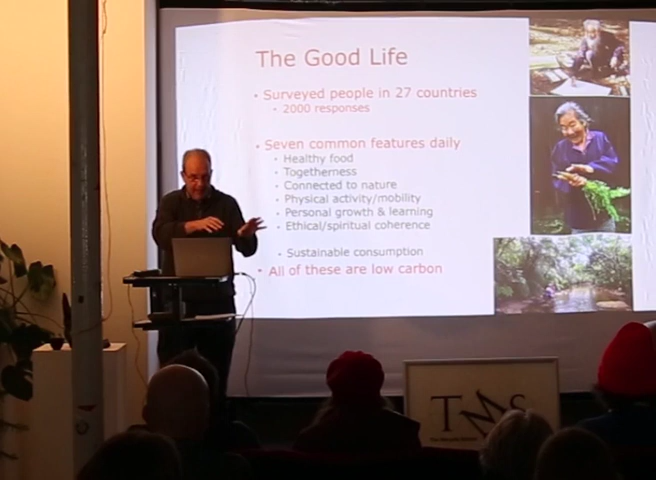 The Good Life
• Surveyed people in 27 countries
• 2000 responses
• Seven common features daily
• Healthy food
• Togetherness
• Connected to nature
• Physical activity/mobility
• Personal growth & learning
• Ethical/spiritual coherence
• Sustainable consumption
• All of these are low carbon
TMS